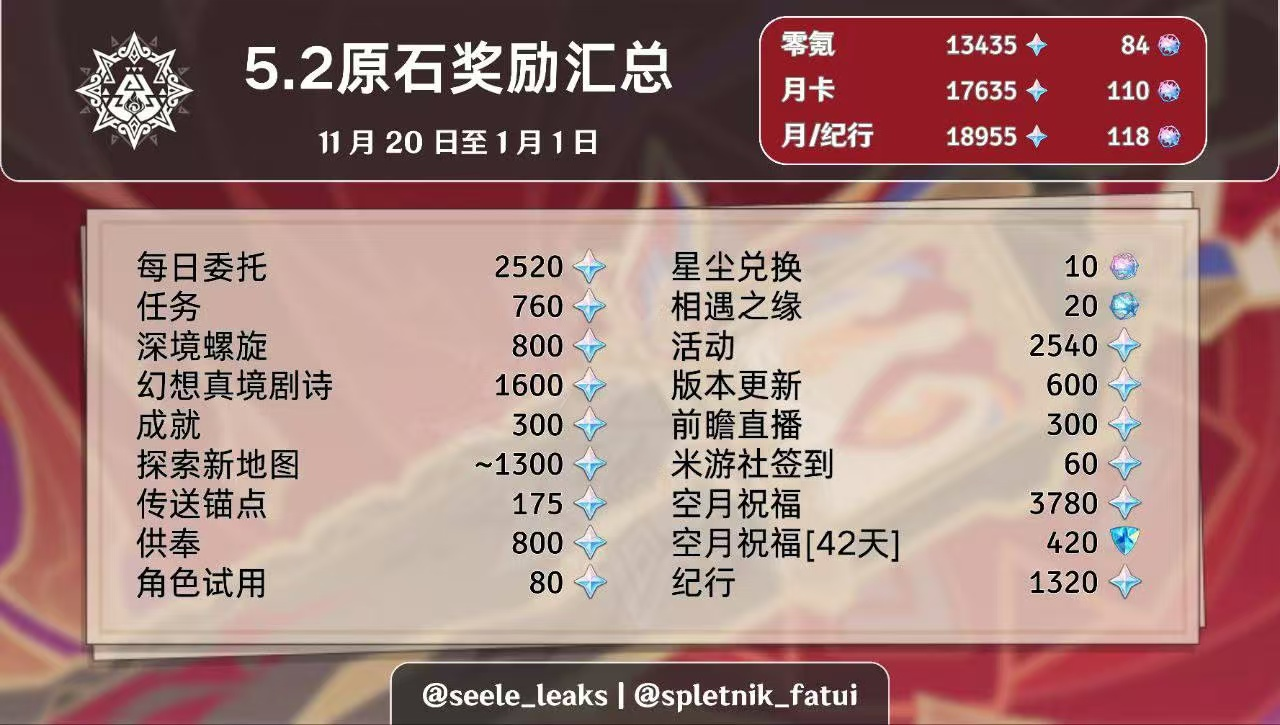 5.2原石奖励汇总
11月20日至1月1日
零氪 13435 84
月卡 17635 110
月/纪行 18955 118
每日委托 2520
任务 760
深境螺旋 800
幻想真境剧诗 1600
成就 300
探索新地图 ~1300
传送锚点 175
供奉 800
角色试用 80
星尘兑换 10
相遇之缘 20
活动 2540
版本更新 600
前瞻直播 300
米游社签到 60
空月祝福 3780
空月祝福[42天] 420
纪行 1320
@seele_leaks | @spletnik_fatui